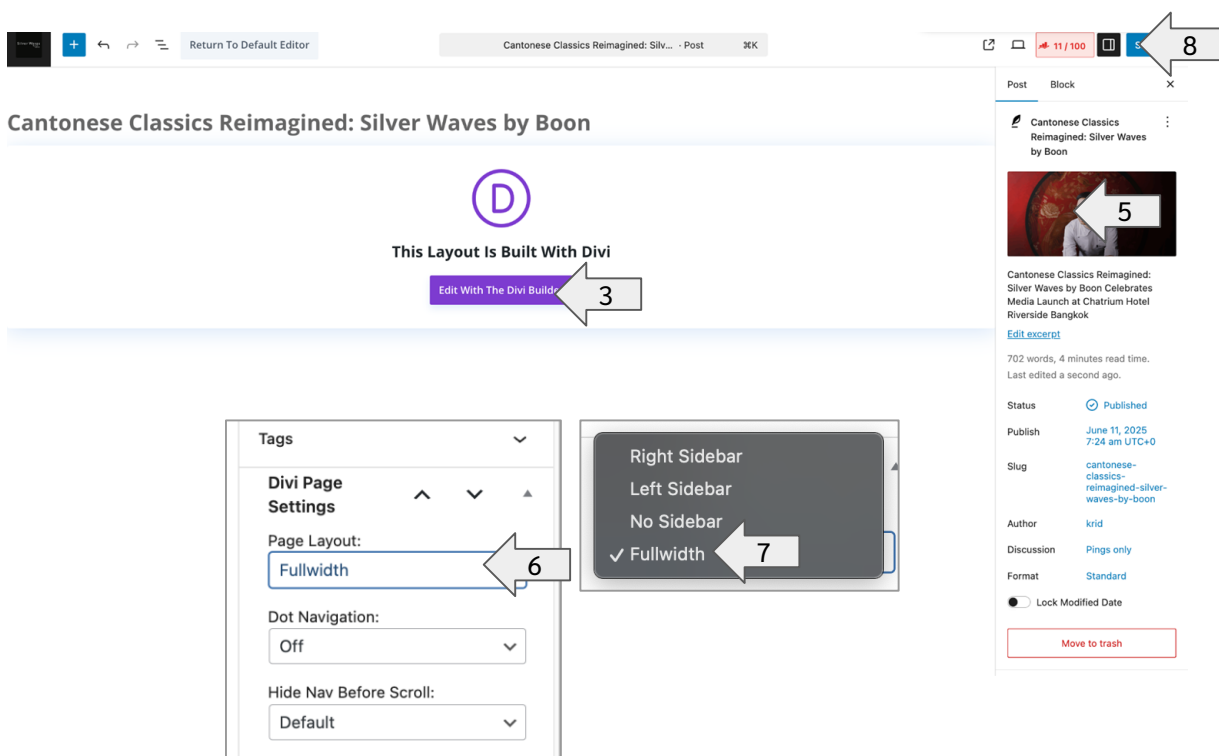 Return To Default Editor
Cantonese Classics Reimagined: Silv... · Post ⌘K
11 / 100
8
Post Block
Cantonese Classics Reimagined: Silver Waves by Boon
Cantonese Classics
Reimagined: Silver Waves
by Boon
D
5
This Layout Is Built With Divi
Edit With The Divi Builde
3
Cantonese Classics Reimagined:
Silver Waves by Boon Celebrates
Media Launch at Chatrium Hotel
Riverside Bangkok
Edit excerpt
702 words, 4 minutes read time.
Last edited a second ago.
Status Published
Publish June 11, 2025
7:24 am UTC+0
Slug cantonese-
classics-
reimagined-silver-
waves-by-boon
Author krid
Discussion Pings only
Format Standard
Lock Modified Date
Move to trash
Tags
Divi Page
Settings
Page Layout:
Fullwidth
6
Dot Navigation:
Off
Hide Nav Before Scroll:
Default
Right Sidebar
Left Sidebar
No Sidebar
✓ Fullwidth
7